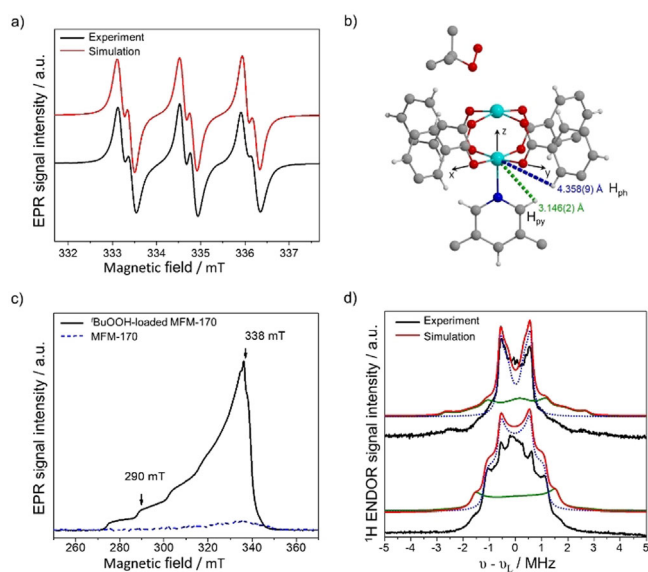 a)
Experiment
Simulation
EPR signal intensity / a.u.
332 333 334 335 336 337
Magnetic field / mT
b)
z
x
y
4.358(9) Å H_ph
3.146(2) Å
H_py
c)
ᵗBuOOH-loaded MFM-170
MFM-170
338 mT
290 mT
EPR signal intensity / a.u.
260 280 300 320 340 360
Magnetic field / mT
d)
Experiment
Simulation
¹H ENDOR signal intensity / a.u.
-5 -4 -3 -2 -1 0 1 2 3 4 5
υ - υ_L / MHz